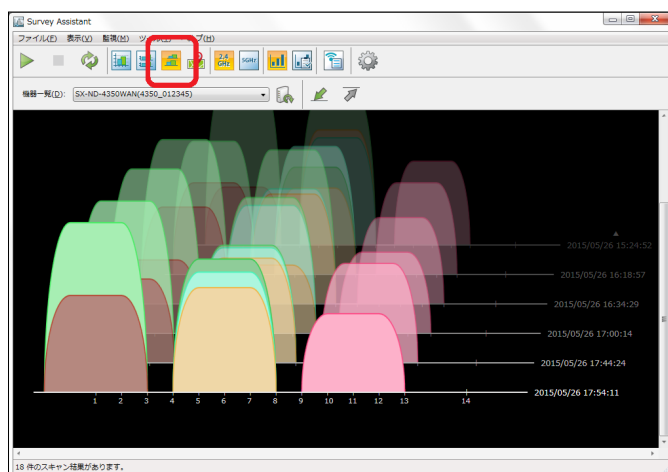 Survey Assistant
ファイル(F) 表示(V) 監視(M) ツ ブ(H)
2.4 GHz 5GHz
機器一覧(D): SX-ND-4350WAN(4350_012345)
2015/05/26 15:24:52
2015/05/26 16:18:57
2015/05/26 16:34:29
2015/05/26 17:00:14
2015/05/26 17:44:24
2015/05/26 17:54:11
1 2 3 4 5 6 7 8 9 10 11 12 13 14
18 件のスキャン結果があります。